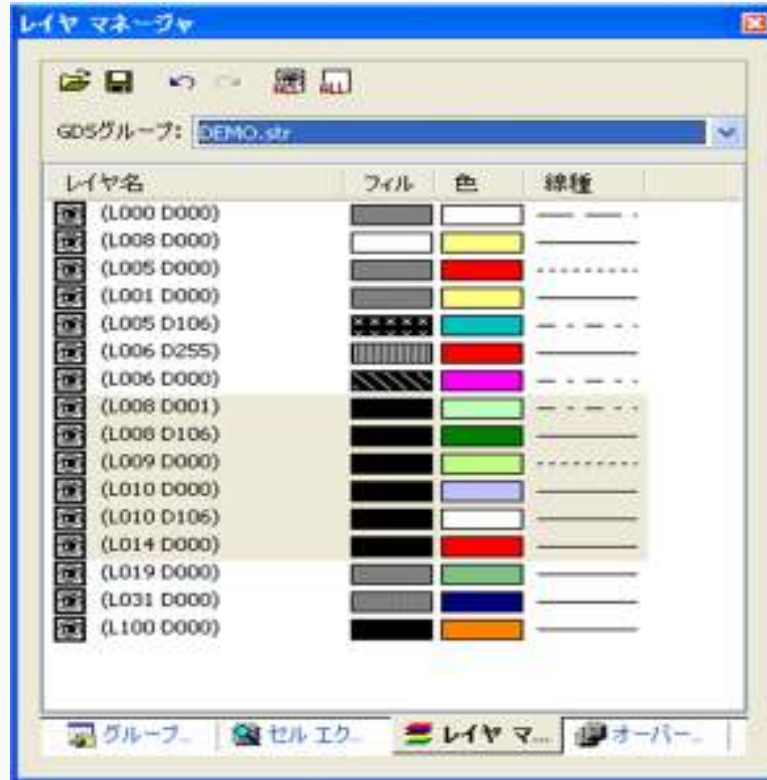 レイヤ マネージャ
ALL
GDSグループ: DEMO.str
レイヤ名 フィル 色 線種
(L000 D000)
(L008 D000)
(L005 D000)
(L001 D000)
(L005 D106)
(L006 D255)
(L006 D000)
(L008 D001)
(L008 D106)
(L009 D000)
(L010 D000)
(L010 D106)
(L014 D000)
(L019 D000)
(L031 D000)
(L100 D000)
グループ... セル エク... レイヤ マ... オーバー...